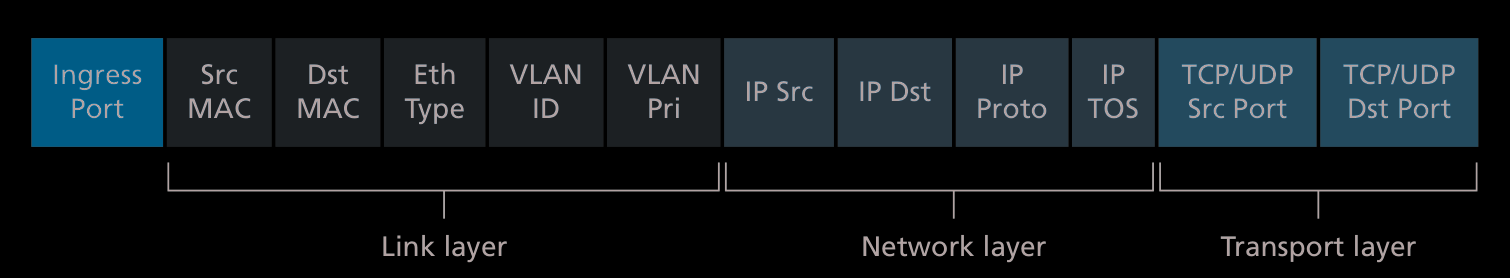 Ingress
Port
Src
MAC
Dst
MAC
Eth
Type
VLAN
ID
VLAN
Pri
IP Src
IP Dst
IP
Proto
IP
TOS
TCP/UDP
Src Port
TCP/UDP
Dst Port
Link layer
Network layer
Transport layer